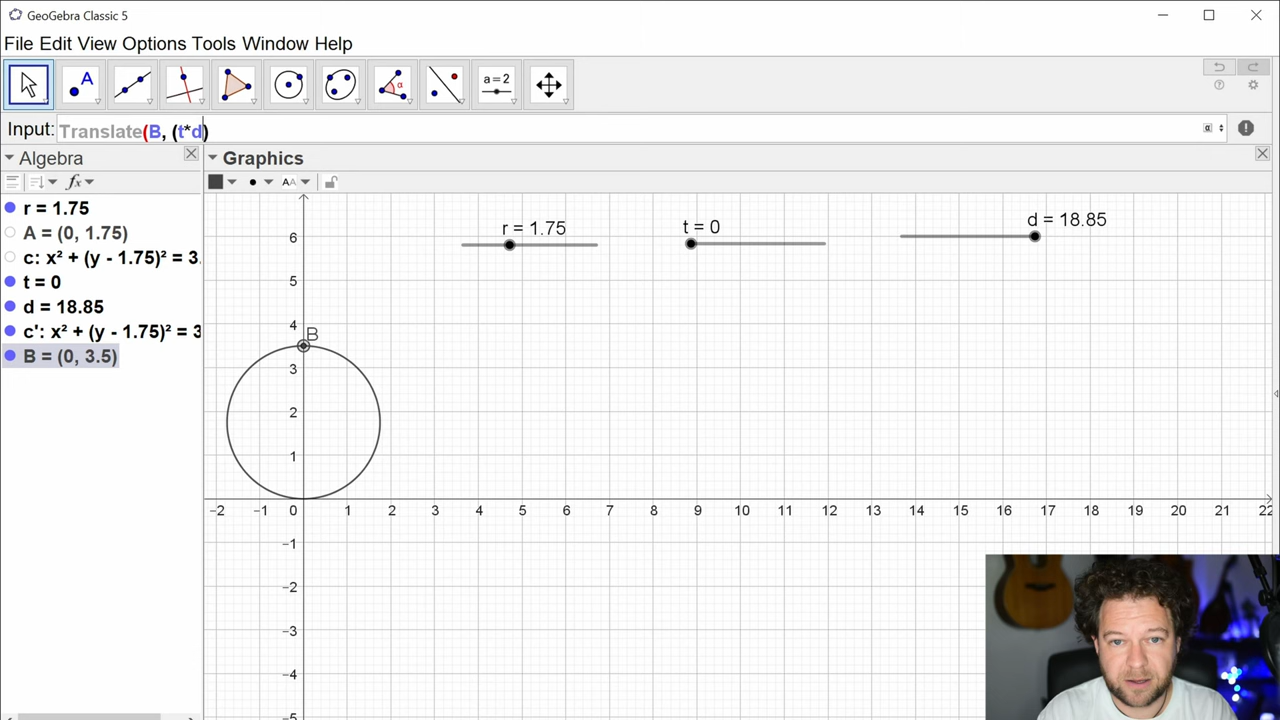 GeoGebra Classic 5
File Edit View Options Tools Window Help
A
α
a=2
Input: Translate(B, (t*d)
α
Algebra
Graphics
fx
AA
r = 1.75
A = (0, 1.75)
c: x² + (y - 1.75)² = 3.
t = 0
d = 18.85
c': x² + (y - 1.75)² = 3
B = (0, 3.5)
r = 1.75
t = 0
d = 18.85
B
6
5
4
3
2
1
−2 −1 0 1 2 3 4 5 6 7 8 9 10 11 12 13 14 15 16 17 18 19 20 21 22
−1
−2
−3
−4
−5